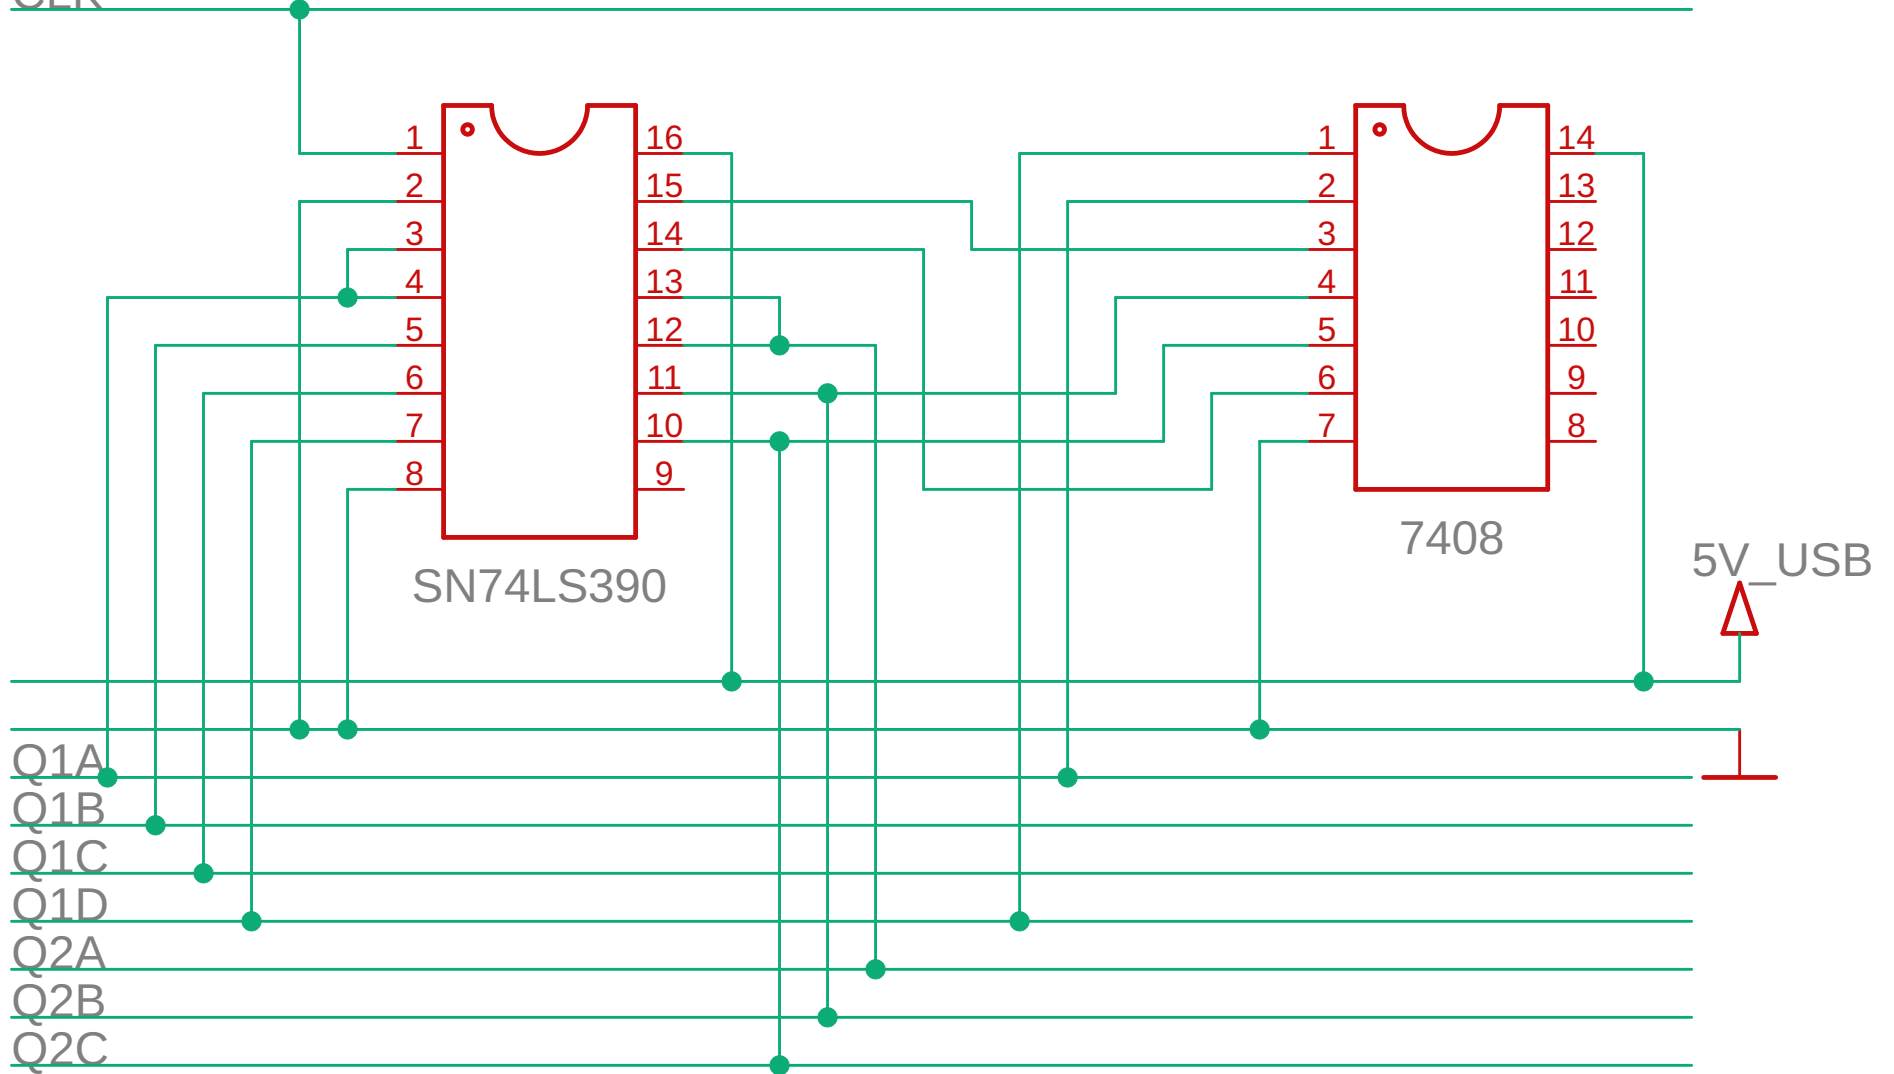 CLK
1 16 1 14
2 15 2 13
3 14 3 12
4 13 4 11
5 12 5 10
6 11 6 9
7 10 7 8
8 9
7408
5V_USB
SN74LS390
Q1A
Q1B
Q1C
Q1D
Q2A
Q2B
Q2C